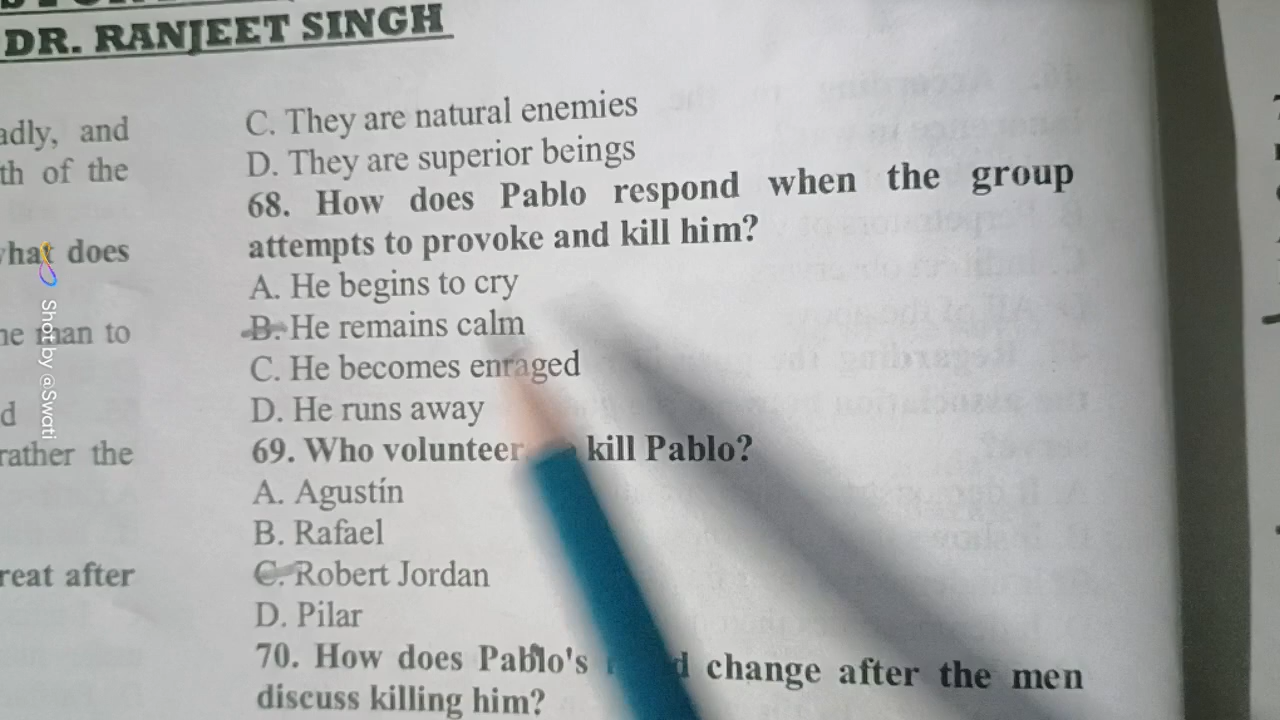 DR. RANJEET SINGH
adly, and
th of the
what does
he man to
d
rather the
reat after
C. They are natural enemies
D. They are superior beings
68. How does Pablo respond when the group
attempts to provoke and kill him?
A. He begins to cry
B. He remains calm
C. He becomes enraged
D. He runs away
69. Who volunteer kill Pablo?
A. Agustín
B. Rafael
C. Robert Jordan
D. Pilar
70. How does Pablo's change after the men
discuss killing him?
Shot by @Swati